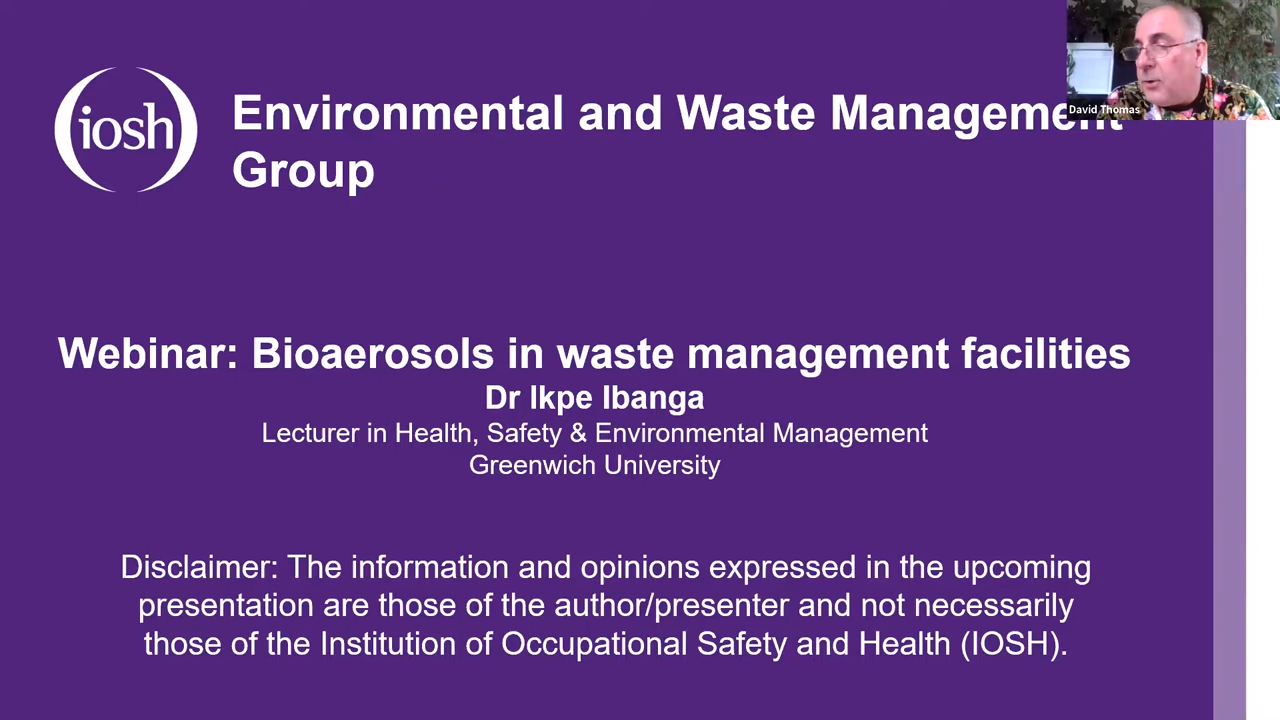 iosh
Environmental and Waste Management
Group
David Thomas
Webinar: Bioaerosols in waste management facilities
Dr Ikpe Ibanga
Lecturer in Health, Safety & Environmental Management
Greenwich University
Disclaimer: The information and opinions expressed in the upcoming
presentation are those of the author/presenter and not necessarily
those of the Institution of Occupational Safety and Health (IOSH).